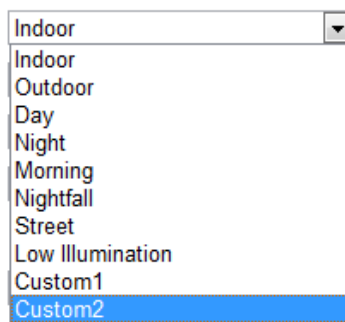 Indoor
Indoor
Outdoor
Day
Night
Morning
Nightfall
Street
Low Illumination
Custom1
Custom2